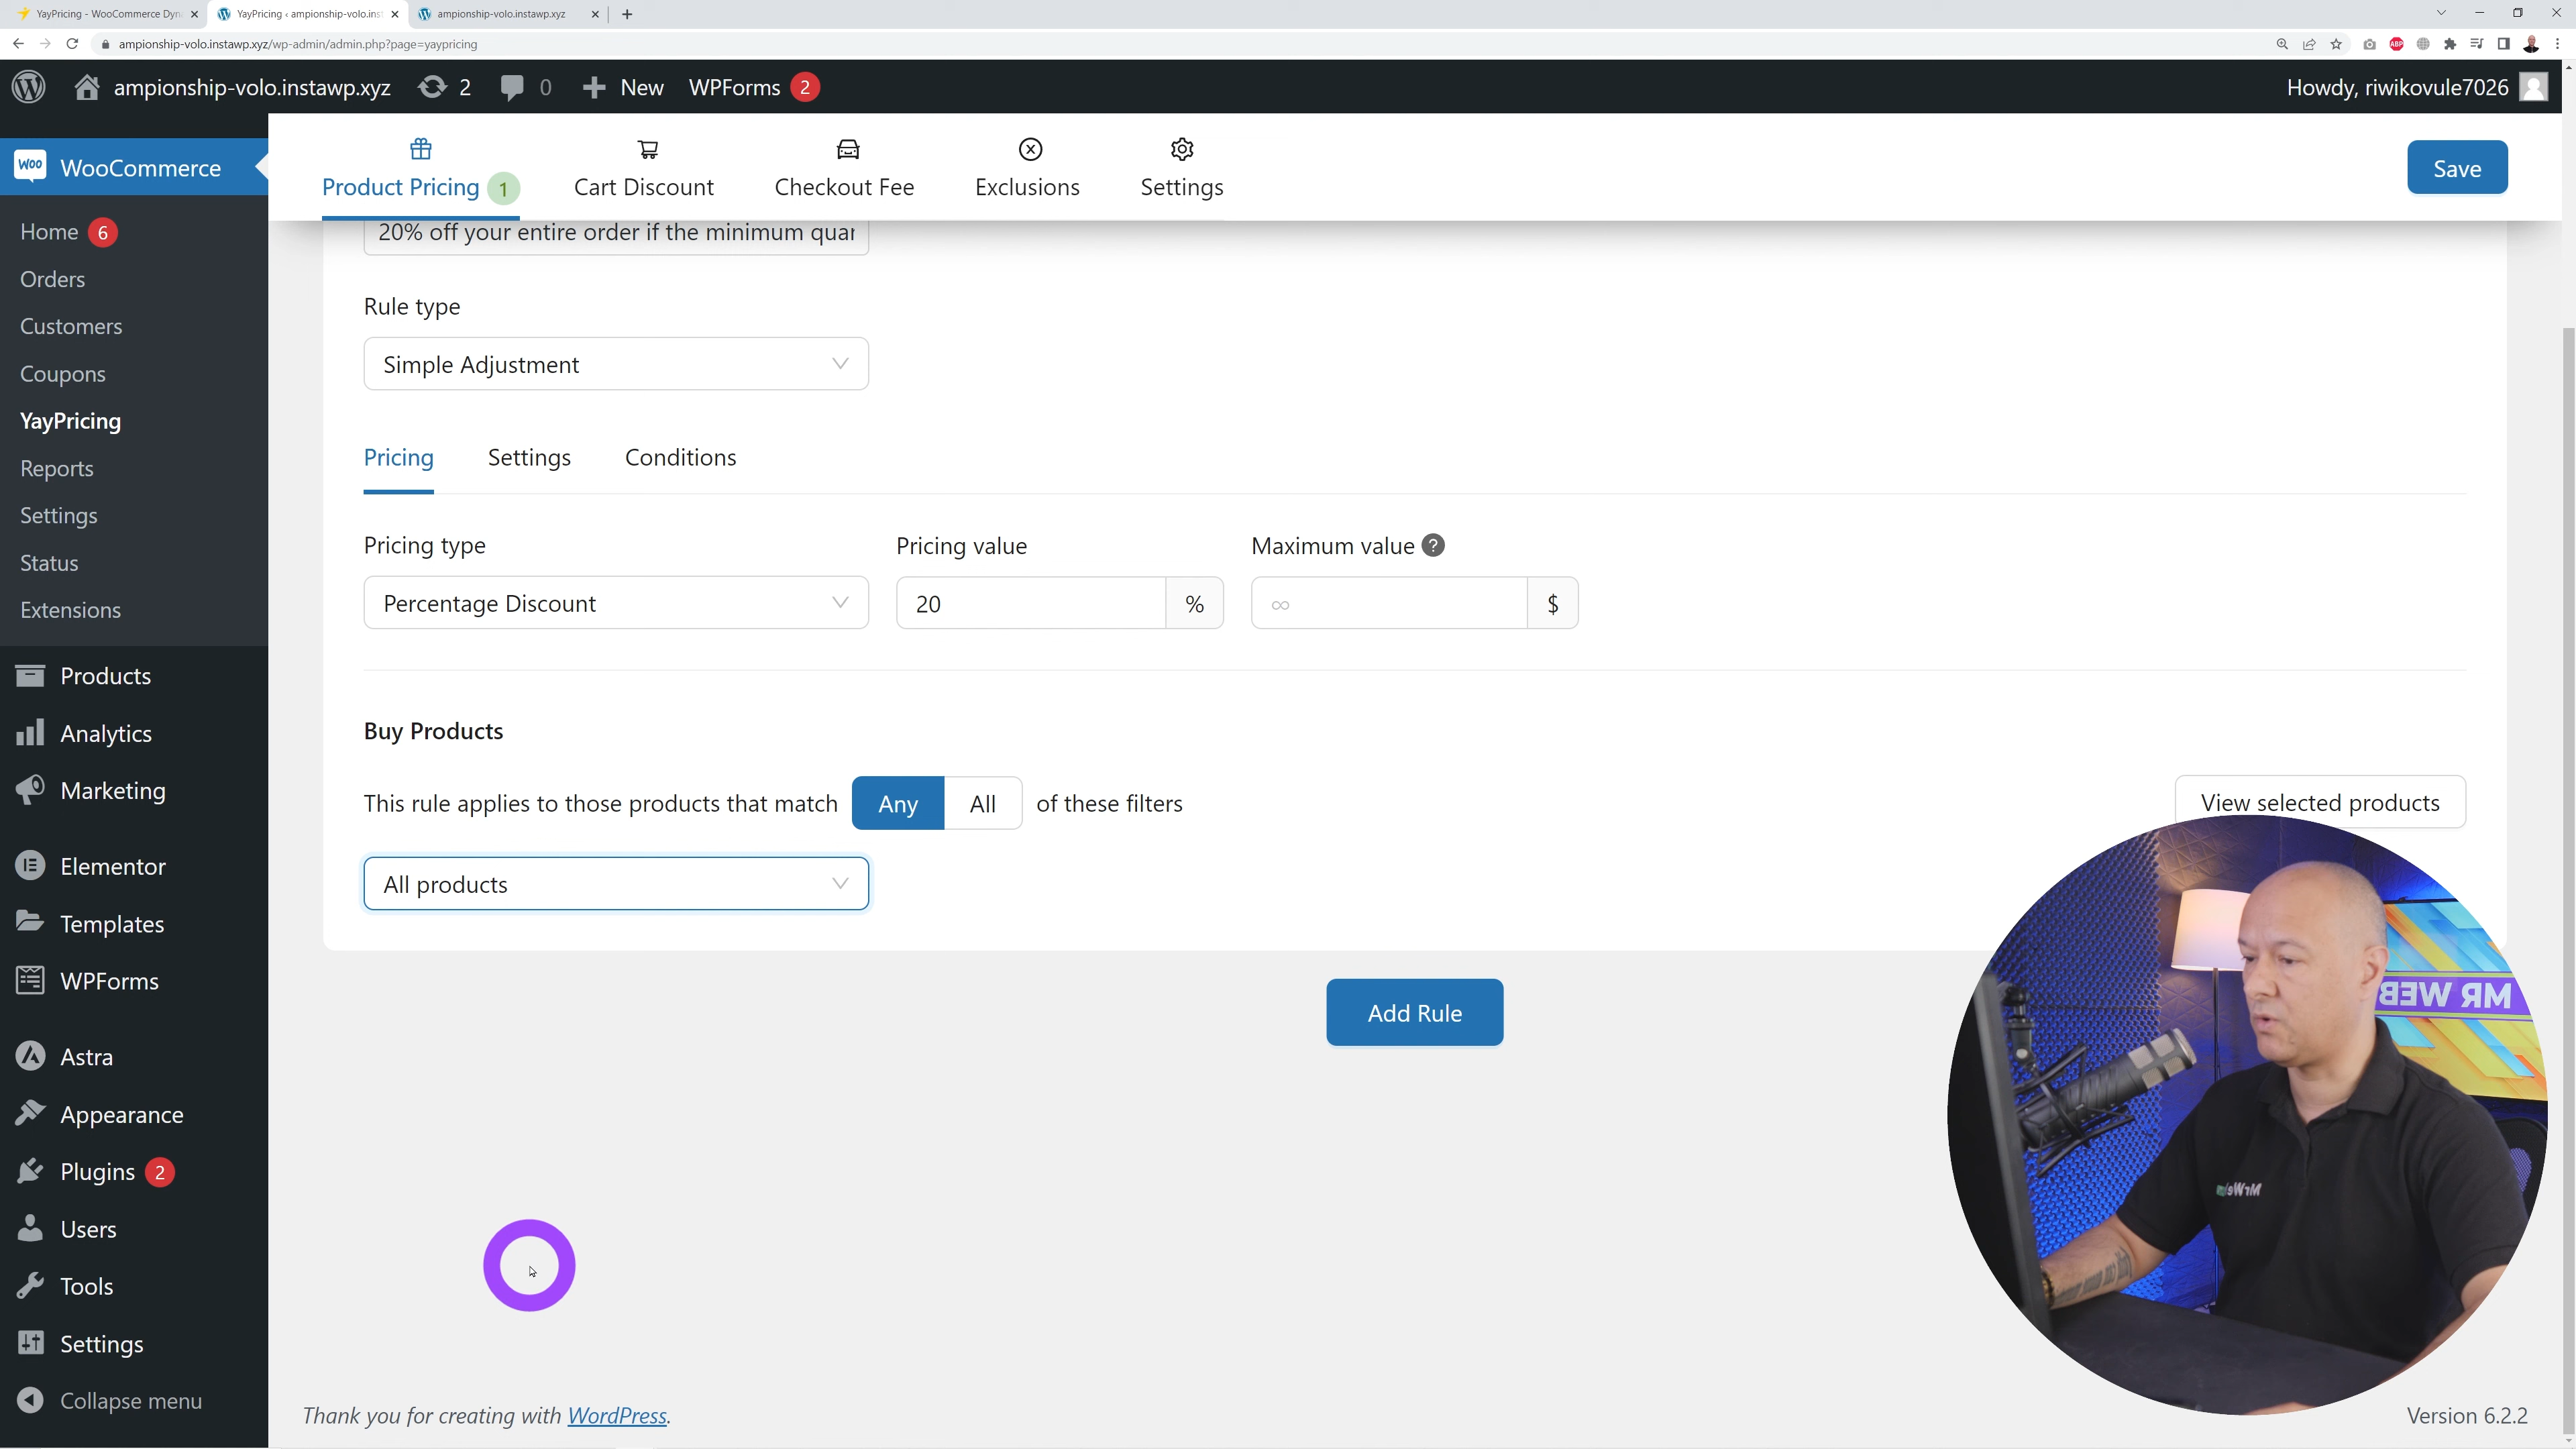 YayPricing - WooCommerce Dyn
YayPricing ‹ ampionship-volo.inst
ampionship-volo.instawp.xyz
ampionship-volo.instawp.xyz/wp-admin/admin.php?page=yaypricing
ABP
ampionship-volo.instawp.xyz
2
0
New
WPForms 2
Howdy, riwikovule7026
Woo WooCommerce
Home 6
Orders
Customers
Coupons
YayPricing
Reports
Settings
Status
Extensions
Products
Analytics
Marketing
Elementor
Templates
WPForms
Astra
Appearance
Plugins 2
Users
Tools
Settings
Collapse menu
Product Pricing 1
Cart Discount
Checkout Fee
Exclusions
Settings
Save
20% off your entire order if the minimum quar
Rule type
Simple Adjustment
Pricing
Settings
Conditions
Pricing type
Pricing value
Maximum value ?
Percentage Discount
20
%
∞
$
Buy Products
This rule applies to those products that match
Any
All
of these filters
View selected products
All products
Add Rule
MR WEB
MrWeb
Thank you for creating with WordPress.
Version 6.2.2